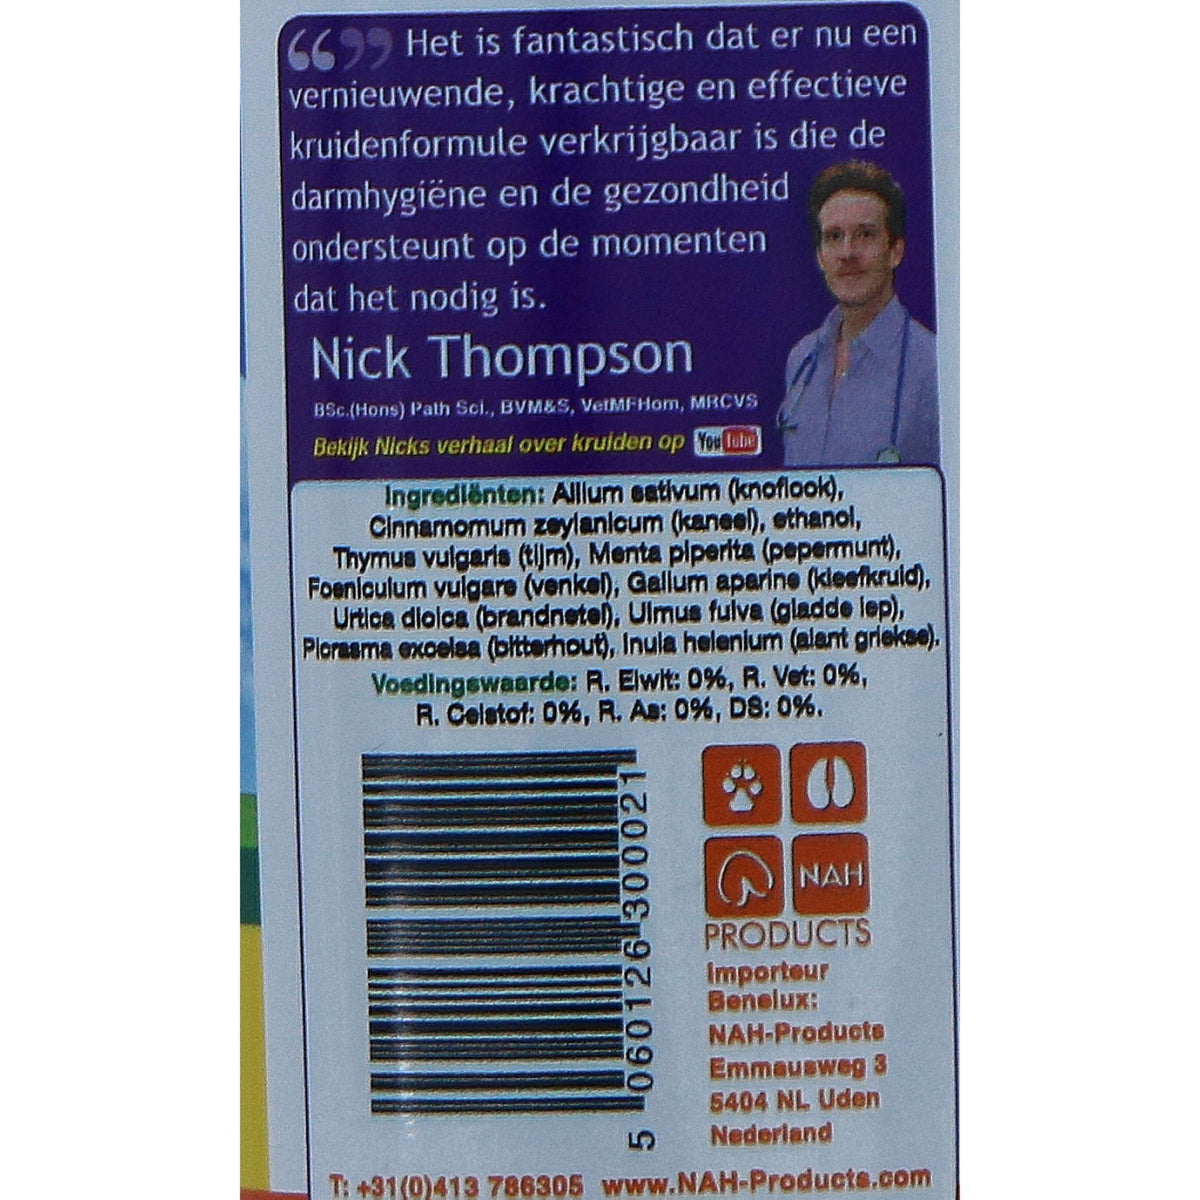 “” Het is fantastisch dat er nu een
vernieuwende, krachtige en effectieve
kruidenformule verkrijgbaar is die de
darmhygiëne en de gezondheid
ondersteunt op de momenten
dat het nodig is.
Nick Thompson
BSc.(Hons) Path Sci., BVM&S, VetMFHom, MRCVS
Bekijk Nicks verhaal over kruiden op YouTube
Ingrediënten: Allium sativum (knoflook),
Cinnamomum zeylanicum (kaneel), ethanol,
Thymus vulgaris (tijm), Menta piperita (pepermunt),
Foeniculum vulgare (venkel), Galium aparine (kleefkruid),
Urtica dioica (brandnetel), Ulmus fulva (gladde iep),
Picrasma excelsa (bitterhout), Inula helenium (alant griekse).
Voedingswaarde: R. Eiwit: 0%, R. Vet: 0%,
R. Celstof: 0%, R. As: 0%, DS: 0%.
5 060126 300021
NAH
PRODUCTS
Importeur
Benelux:
NAH-Products
Emmausweg 3
5404 NL Uden
Nederland
T: +31(0)413 786305 www.NAH-Products.com